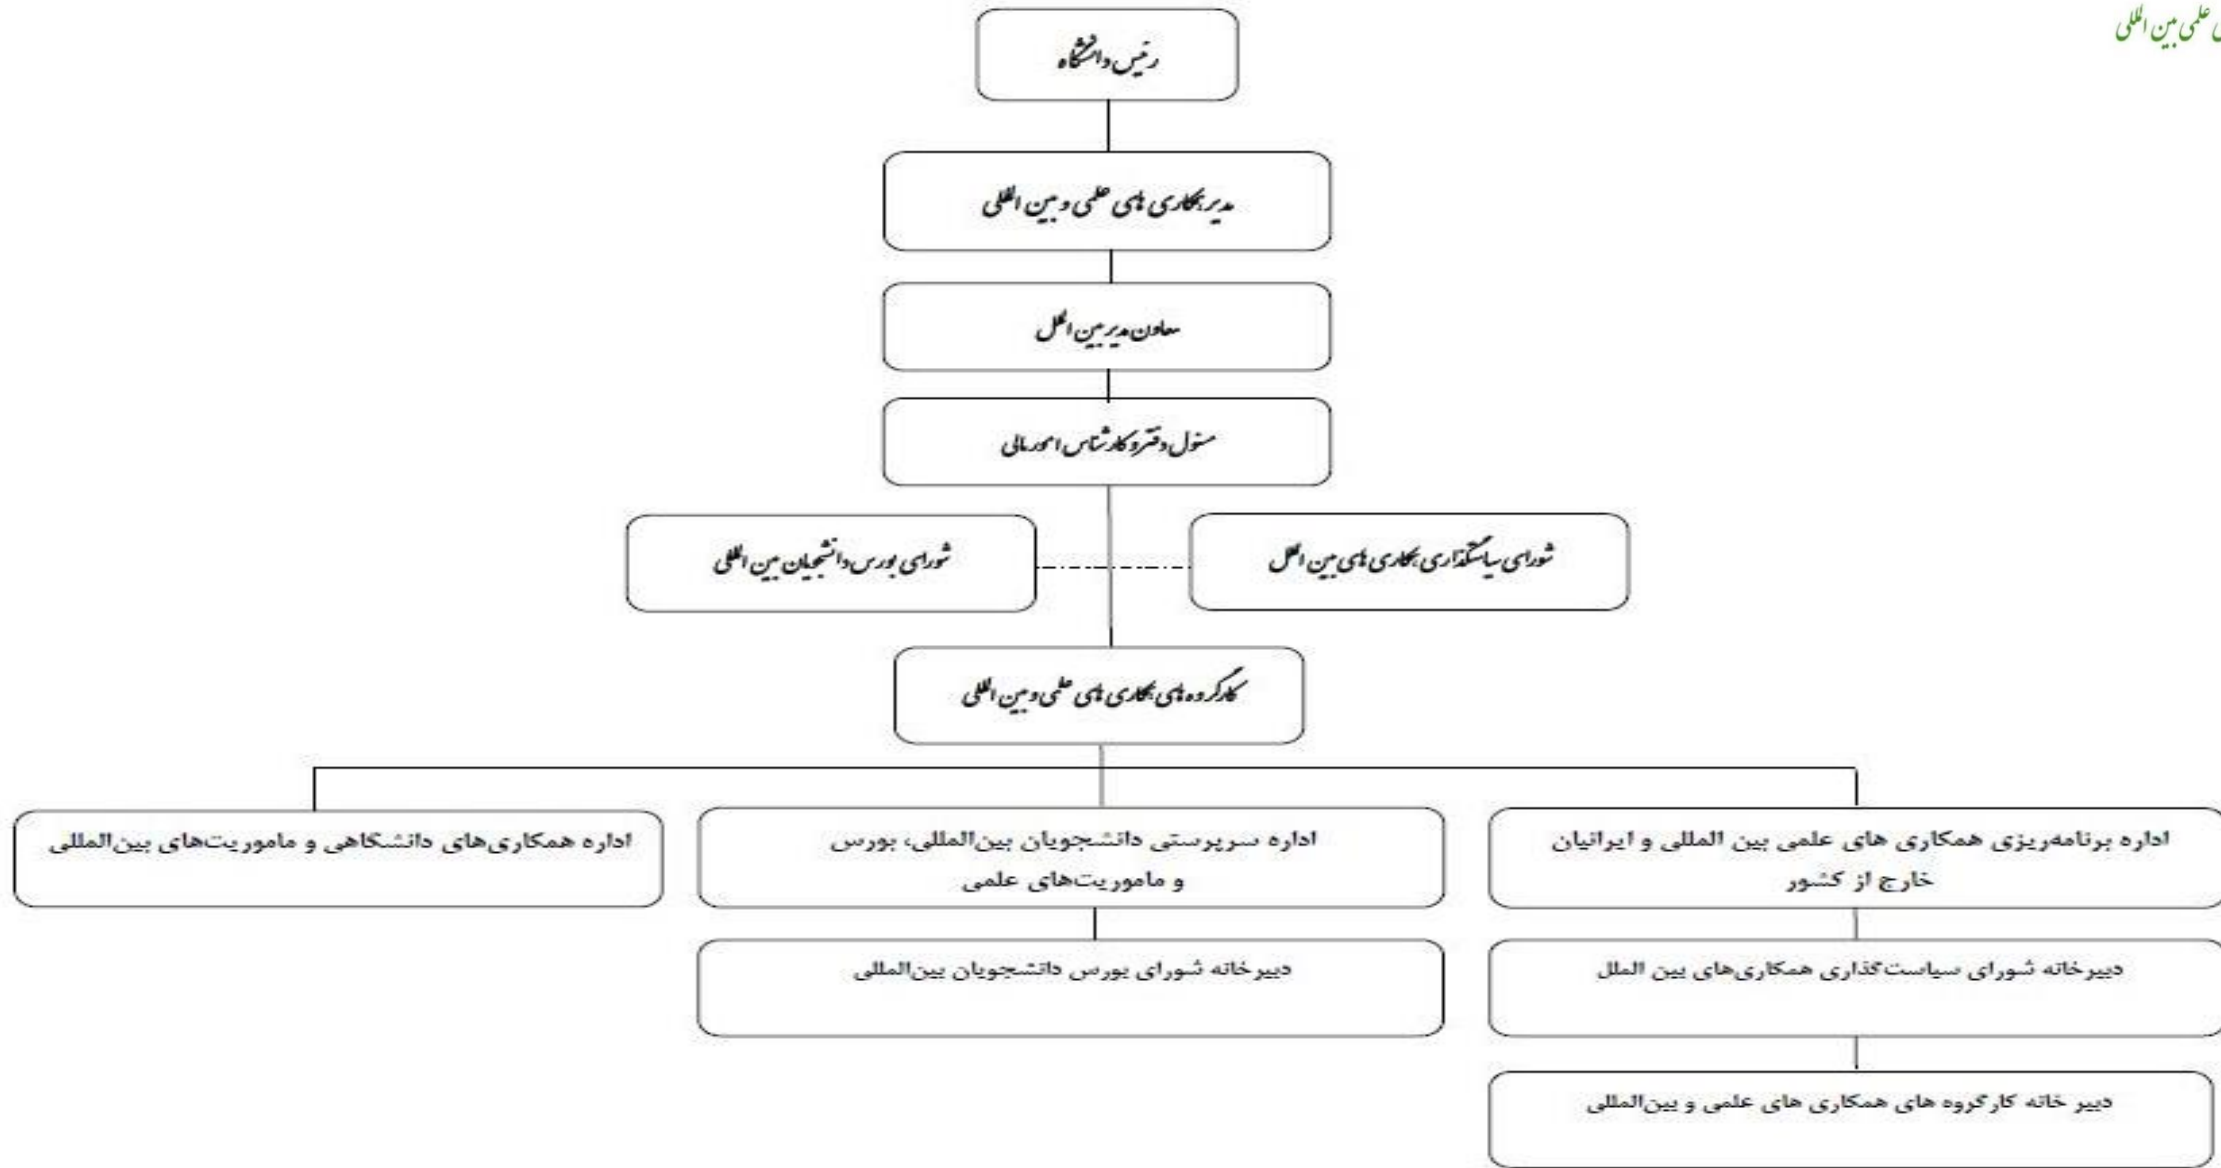 علمی بین المللی
رئیس دانشگاه
مدیر همکاری های علمی و بین المللی
معاون مدیر بین الملل
مسئول دفتر و کارشناس امور مالی
شورای سیاستگذاری همکاری های بین الملل
شورای بورس دانشجویان بین المللی
کارگروه های همکاری های علمی و بین المللی
اداره برنامه‌ریزی همکاری های علمی بین المللی و ایرانیان
خارج از کشور
اداره سرپرستی دانشجویان بین‌المللی، بورس
و ماموریت‌های علمی
اداره همکاری‌های دانشگاهی و ماموریت‌های بین‌المللی
دبیرخانه شورای سیاست‌گذاری همکاری‌های بین الملل
دبیرخانه شورای بورس دانشجویان بین‌المللی
دبیر خانه کارگروه های همکاری های علمی و بین‌المللی